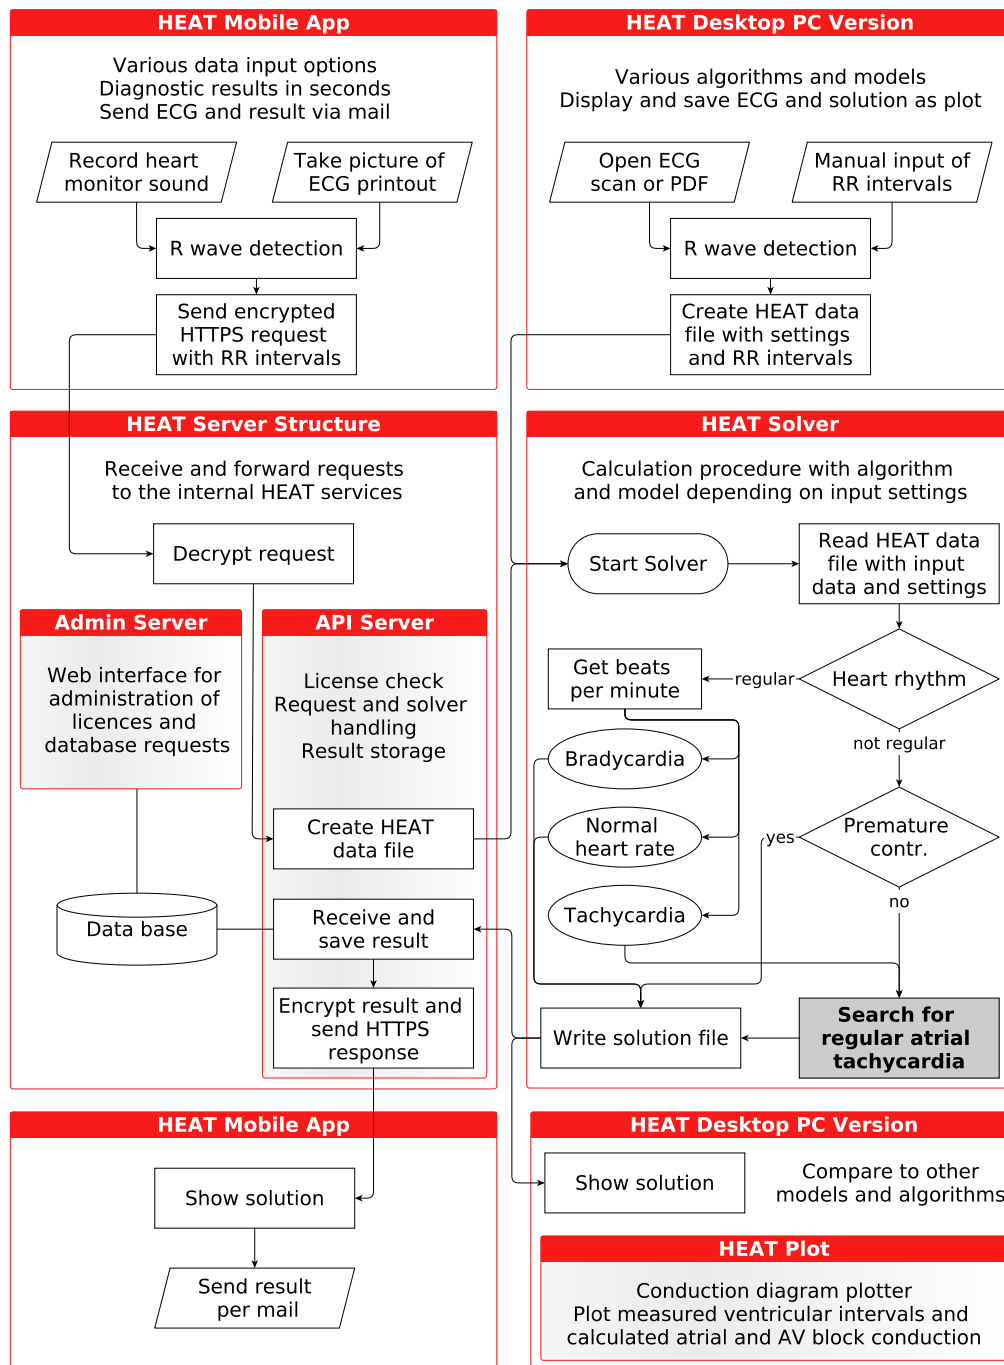 HEAT Mobile App
Various data input options
Diagnostic results in seconds
Send ECG and result via mail
Record heart
monitor sound
Take picture of
ECG printout
R wave detection
Send encrypted
HTTPS request
with RR intervals
HEAT Desktop PC Version
Various algorithms and models
Display and save ECG and solution as plot
Open ECG
scan or PDF
Manual input of
RR intervals
R wave detection
Create HEAT data
file with settings
and RR intervals
HEAT Server Structure
Receive and forward requests
to the internal HEAT services
Decrypt request
Admin Server
Web interface for
administration of
licences and
database requests
API Server
License check
Request and solver
handling
Result storage
Create HEAT
data file
Data base
Receive and
save result
Encrypt result and
send HTTPS
response
HEAT Solver
Calculation procedure with algorithm
and model depending on input settings
Start Solver
Read HEAT data
file with input
data and settings
Get beats
per minute
regular
Heart rhythm
not regular
Bradycardia
Normal
heart rate
yes
Premature
contr.
no
Tachycardia
Write solution file
Search for
regular atrial
tachycardia
HEAT Mobile App
Show solution
Send result
per mail
HEAT Desktop PC Version
Show solution
Compare to other
models and algorithms
HEAT Plot
Conduction diagram plotter
Plot measured ventricular intervals and
calculated atrial and AV block conduction